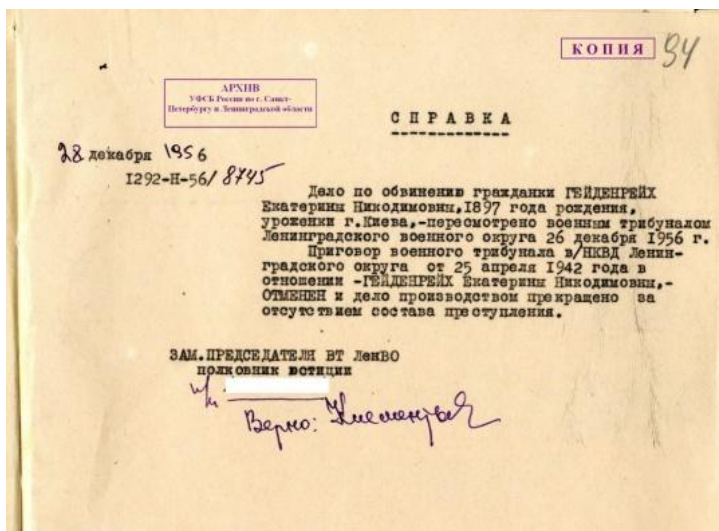 КОПИЯ
94
АРХИВ
УФСБ России по г. Санкт-
Петербургу и Ленинградской области
СПРАВКА
28 декабря 1956
1292-Н-56/8745
Дело по обвинению гражданки ГЕЙДЕНРЕЙХ
Екатерины Никодимовны,1897 года рождения,
уроженки г.Киева,-пересмотрено военным трибуналом
Ленинградского военного округа 26 декабря 1956 г.
Приговор военного трибунала в/НКВД Ленин-
градского округа от 25 апреля 1942 года в
отношении -ГЕЙДЕНРЕЙХ Екатерины Никодимовны,-
ОТМЕНЕН и дело производством прекращено за
отсутствием состава преступления.
ЗАМ.ПРЕДСЕДАТЕЛЯ ВТ ЛенВО
полковник юстиции
п/п
Верно: